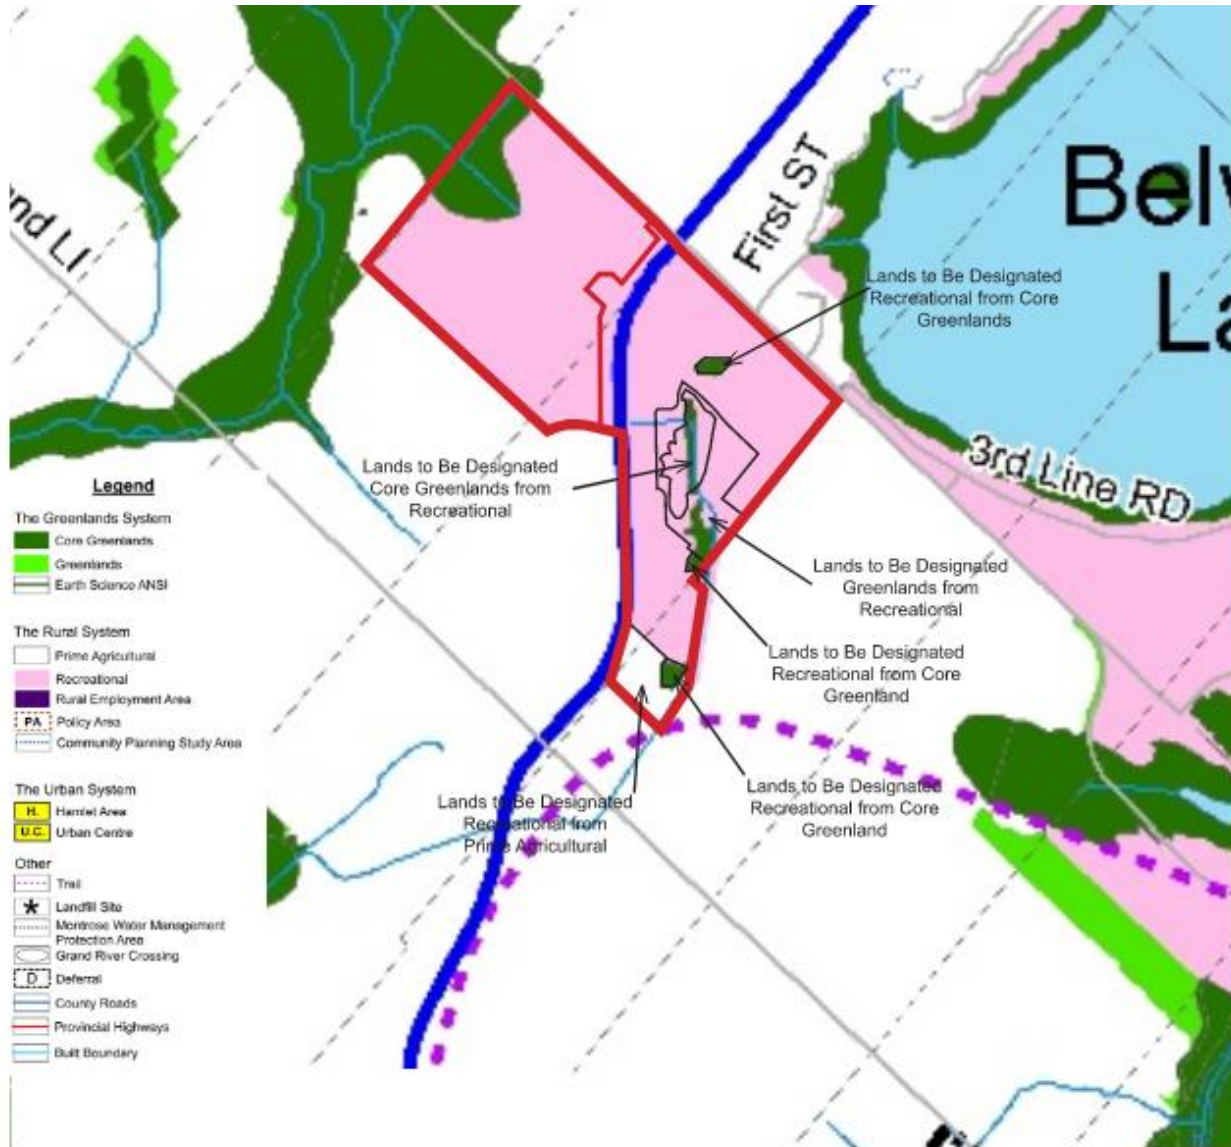 nd LI
First ST
Belw
La
Lands to Be Designated
Recreational from Core
Greenlands
3rd Line RD
Lands to Be Designated
Core Greenlands from
Recreational
Lands to Be Designated
Greenlands from
Recreational
Lands to Be Designated
Recreational from Core
Greenland
Lands to Be Designated
Recreational from Core
Greenland
Lands to Be Designated
Recreational from
Prime Agricultural
Legend
The Greenlands System
Core Greenlands
Greenlands
Earth Science ANSI
The Rural System
Prime Agricultural
Recreational
Rural Employment Area
PA Policy Area
Community Planning Study Area
The Urban System
H. Hamlet Area
U.C. Urban Centre
Other
Trail
Landfill Site
Montrose Water Management
Protection Area
Grand River Crossing
D Deferral
County Roads
Provincial Highways
Built Boundary